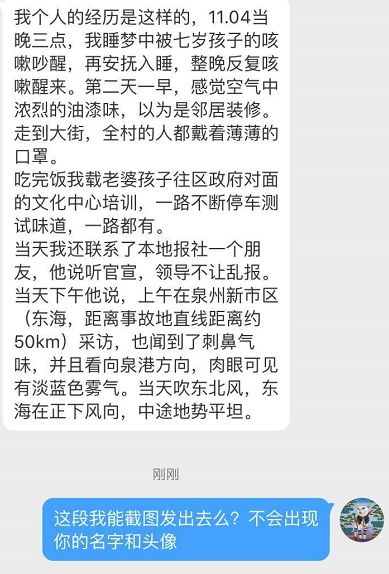 我个人的经历是这样的，11.04当
晚三点，我睡梦中被七岁孩子的咳
嗽吵醒，再安抚入睡，整晚反复咳
嗽醒来。第二天一早，感觉空气中
浓烈的油漆味，以为是邻居装修。
走到大街，全村的人都戴着薄薄的
口罩。
吃完饭我载老婆孩子往区政府对面
的文化中心培训，一路不断停车测
试味道，一路都有。
当天我还联系了本地报社一个朋
友，他说听官宣，领导不让乱报。
当天下午他说，上午在泉州新市区
（东海，距离事故地直线距离约
50km）采访，也闻到了刺鼻气
味，并且看向泉港方向，肉眼可见
有淡蓝色雾气。当天吹东北风，东
海在正下风向，中途地势平坦。
刚刚
这段我能截图发出去么？不会出现
你的名字和头像